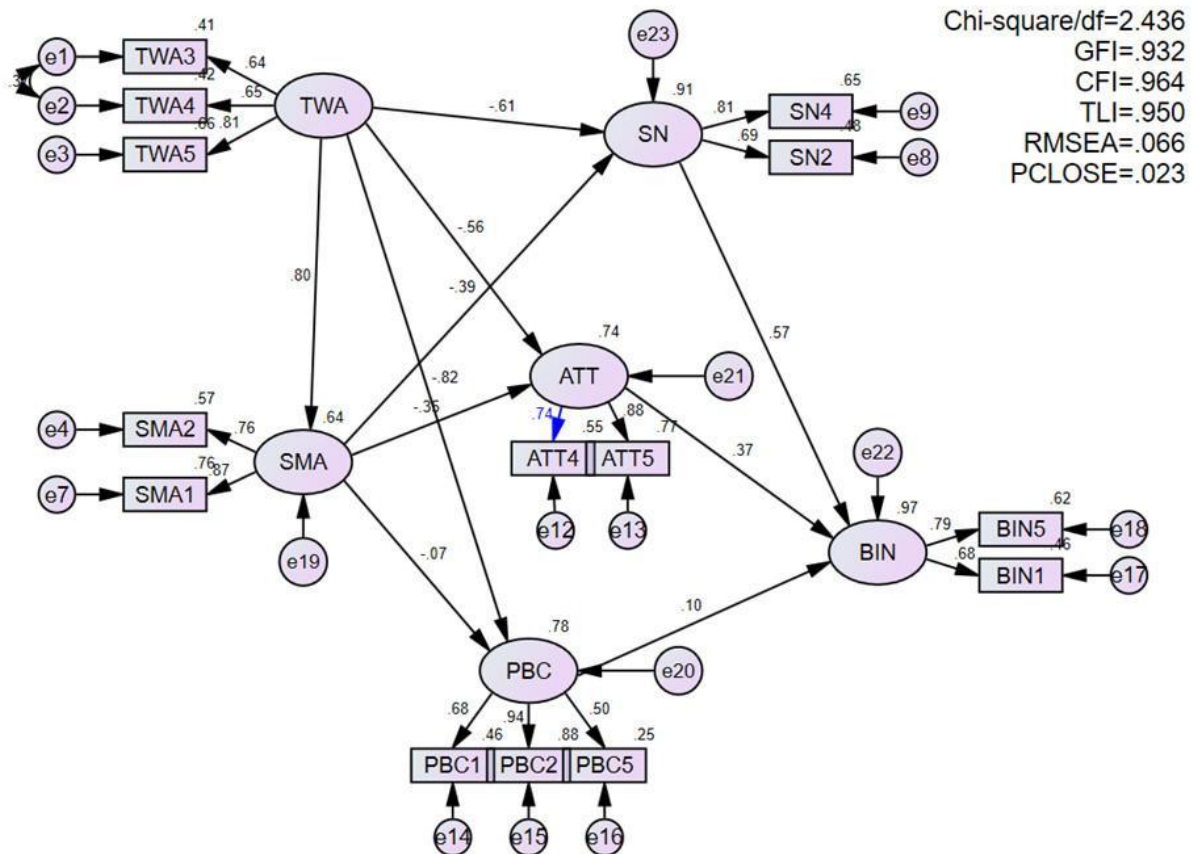 Chi-square/df=2.436
GFI=.932
CFI=.964
TLI=.950
RMSEA=.066
PCLOSE=.023
.41
e1
TWA3
.64
.42
e2
TWA4
.65
TWA
.66
.81
e3
TWA5
-.61
e23
.91
SN
.81
.65
SN4
e9
.69
.48
SN2
e8
-.56
.80
-.39
.57
-.82
-.35
.74
ATT
e21
.57
e4
SMA2
.76
.64
SMA
.76
.87
e7
SMA1
e19
.74
.88
.55
.77
ATT4
ATT5
e12
e13
.37
e22
.97
BIN
.79
.62
BIN5
e18
.68
.46
BIN1
e17
-.07
.10
.78
PBC
e20
.68
.94
.50
.46
.88
.25
PBC1
PBC2
PBC5
e14
e15
e16